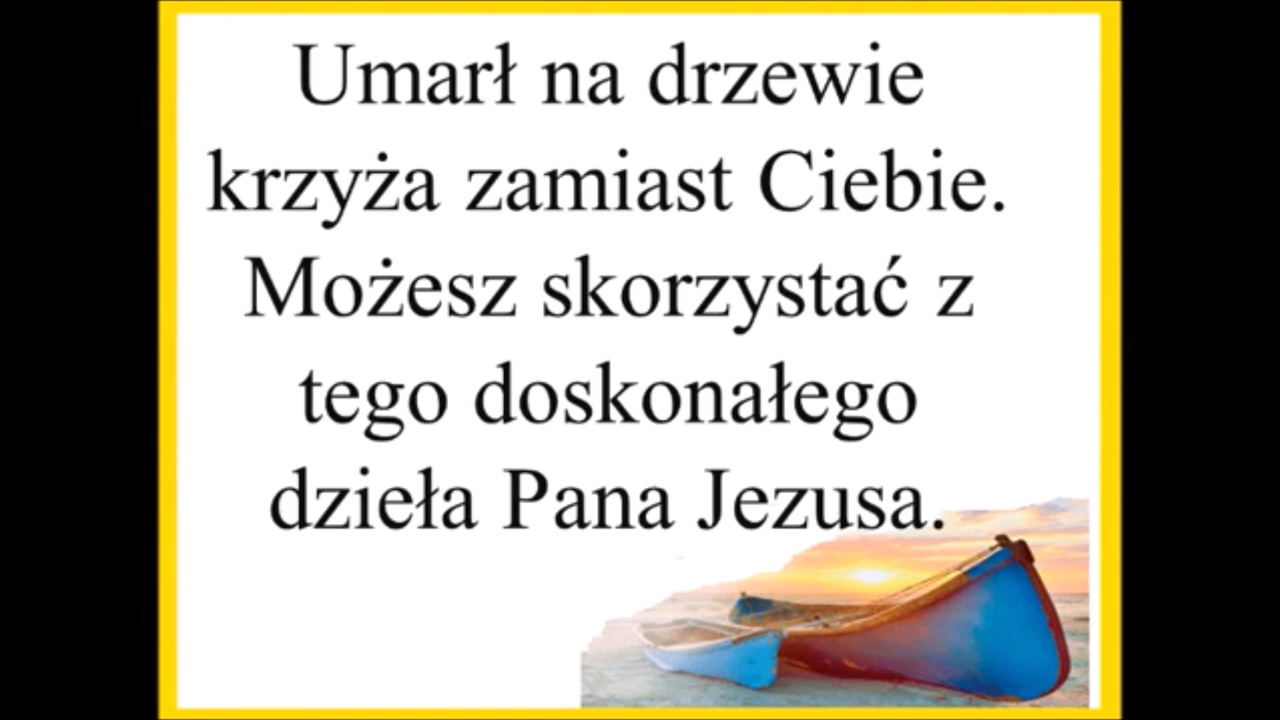 Umarł na drzewie
krzyża zamiast Ciebie.
Możesz skorzystać z
tego doskonałego
dzieła Pana Jezusa.